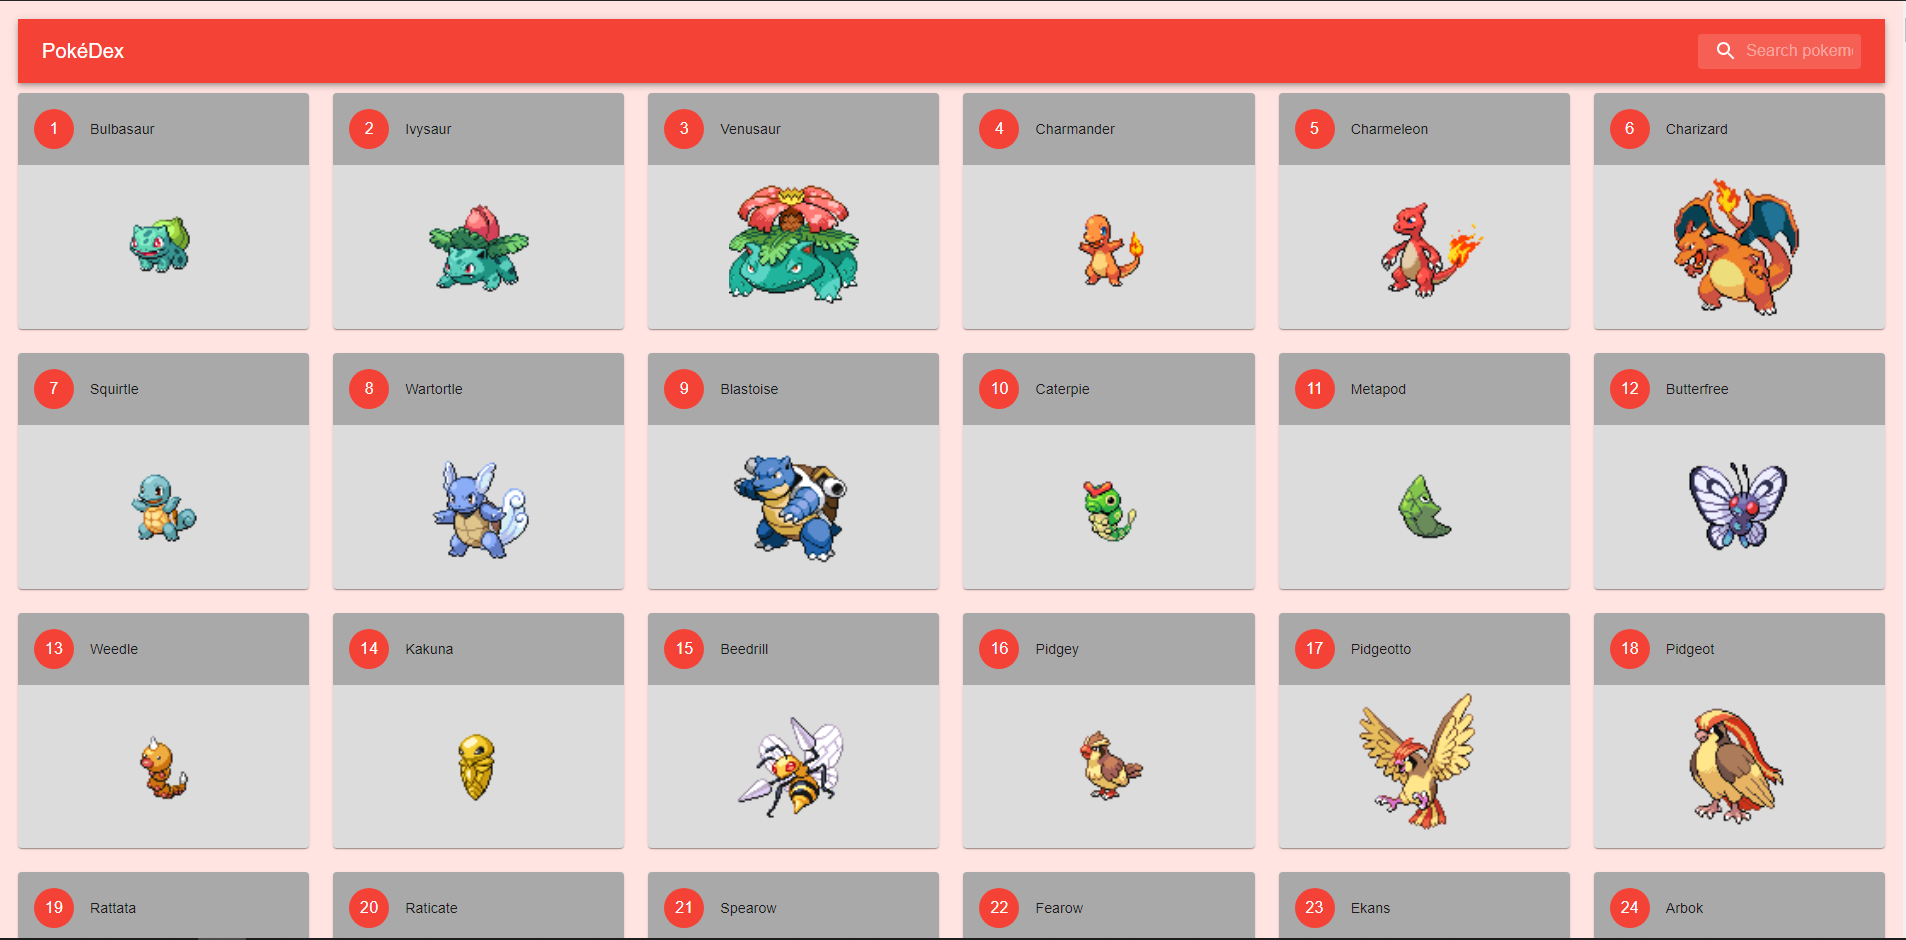 PokéDex
Search pokem
1 Bulbasaur
2 Ivysaur
3 Venusaur
4 Charmander
5 Charmeleon
6 Charizard
7 Squirtle
8 Wartortle
9 Blastoise
10 Caterpie
11 Metapod
12 Butterfree
13 Weedle
14 Kakuna
15 Beedrill
16 Pidgey
17 Pidgeotto
18 Pidgeot
19 Rattata
20 Raticate
21 Spearow
22 Fearow
23 Ekans
24 Arbok